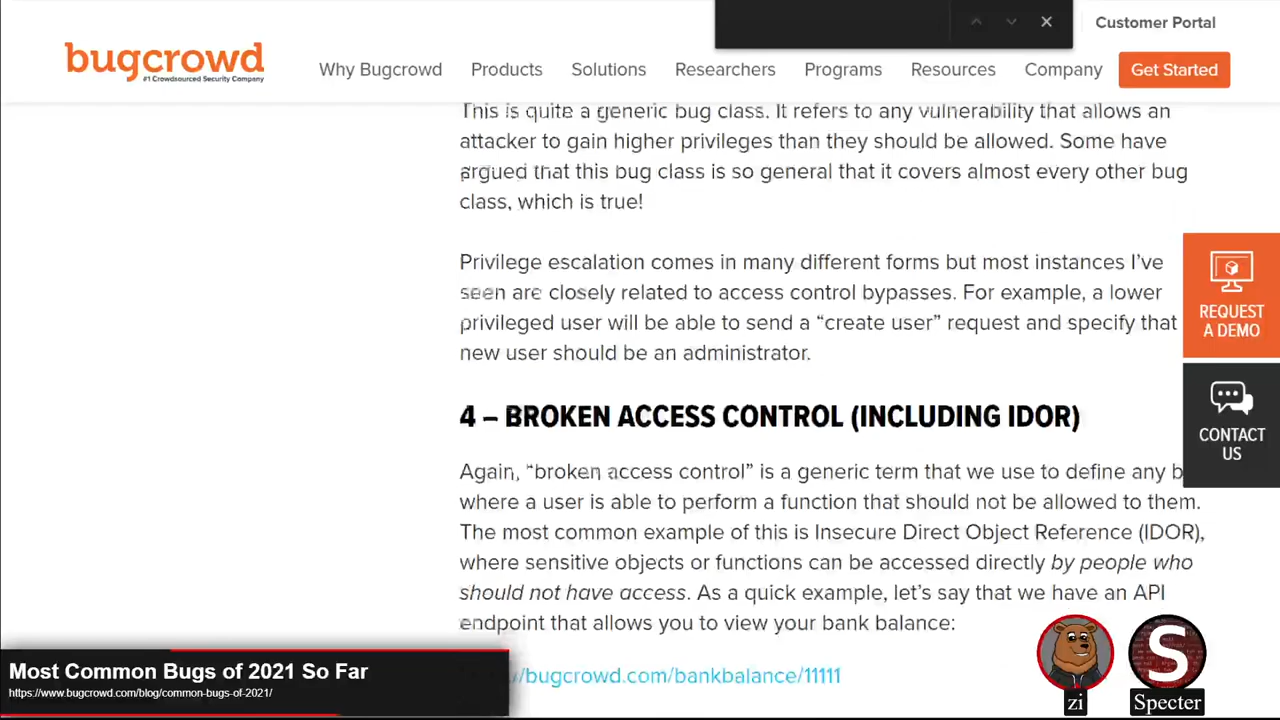 Customer Portal
bugcrowd
#1 Crowdsourced Security Company
Why Bugcrowd
Products
Solutions
Researchers
Programs
Resources
Company
Get Started
This is quite a generic bug class. It refers to any vulnerability that allows an
attacker to gain higher privileges than they should be allowed. Some have
argued that this bug class is so general that it covers almost every other bug
class, which is true!
Privilege escalation comes in many different forms but most instances I’ve
seen are closely related to access control bypasses. For example, a lower
privileged user will be able to send a “create user” request and specify that
new user should be an administrator.
REQUEST
A DEMO
CONTACT
US
4 – BROKEN ACCESS CONTROL (INCLUDING IDOR)
Again, “broken access control” is a generic term that we use to define any b
where a user is able to perform a function that should not be allowed to them.
The most common example of this is Insecure Direct Object Reference (IDOR),
where sensitive objects or functions can be accessed directly by people who
should not have access. As a quick example, let’s say that we have an API
endpoint that allows you to view your bank balance:
/bugcrowd.com/bankbalance/11111
Most Common Bugs of 2021 So Far
https://www.bugcrowd.com/blog/common-bugs-of-2021/
zi
S
Specter